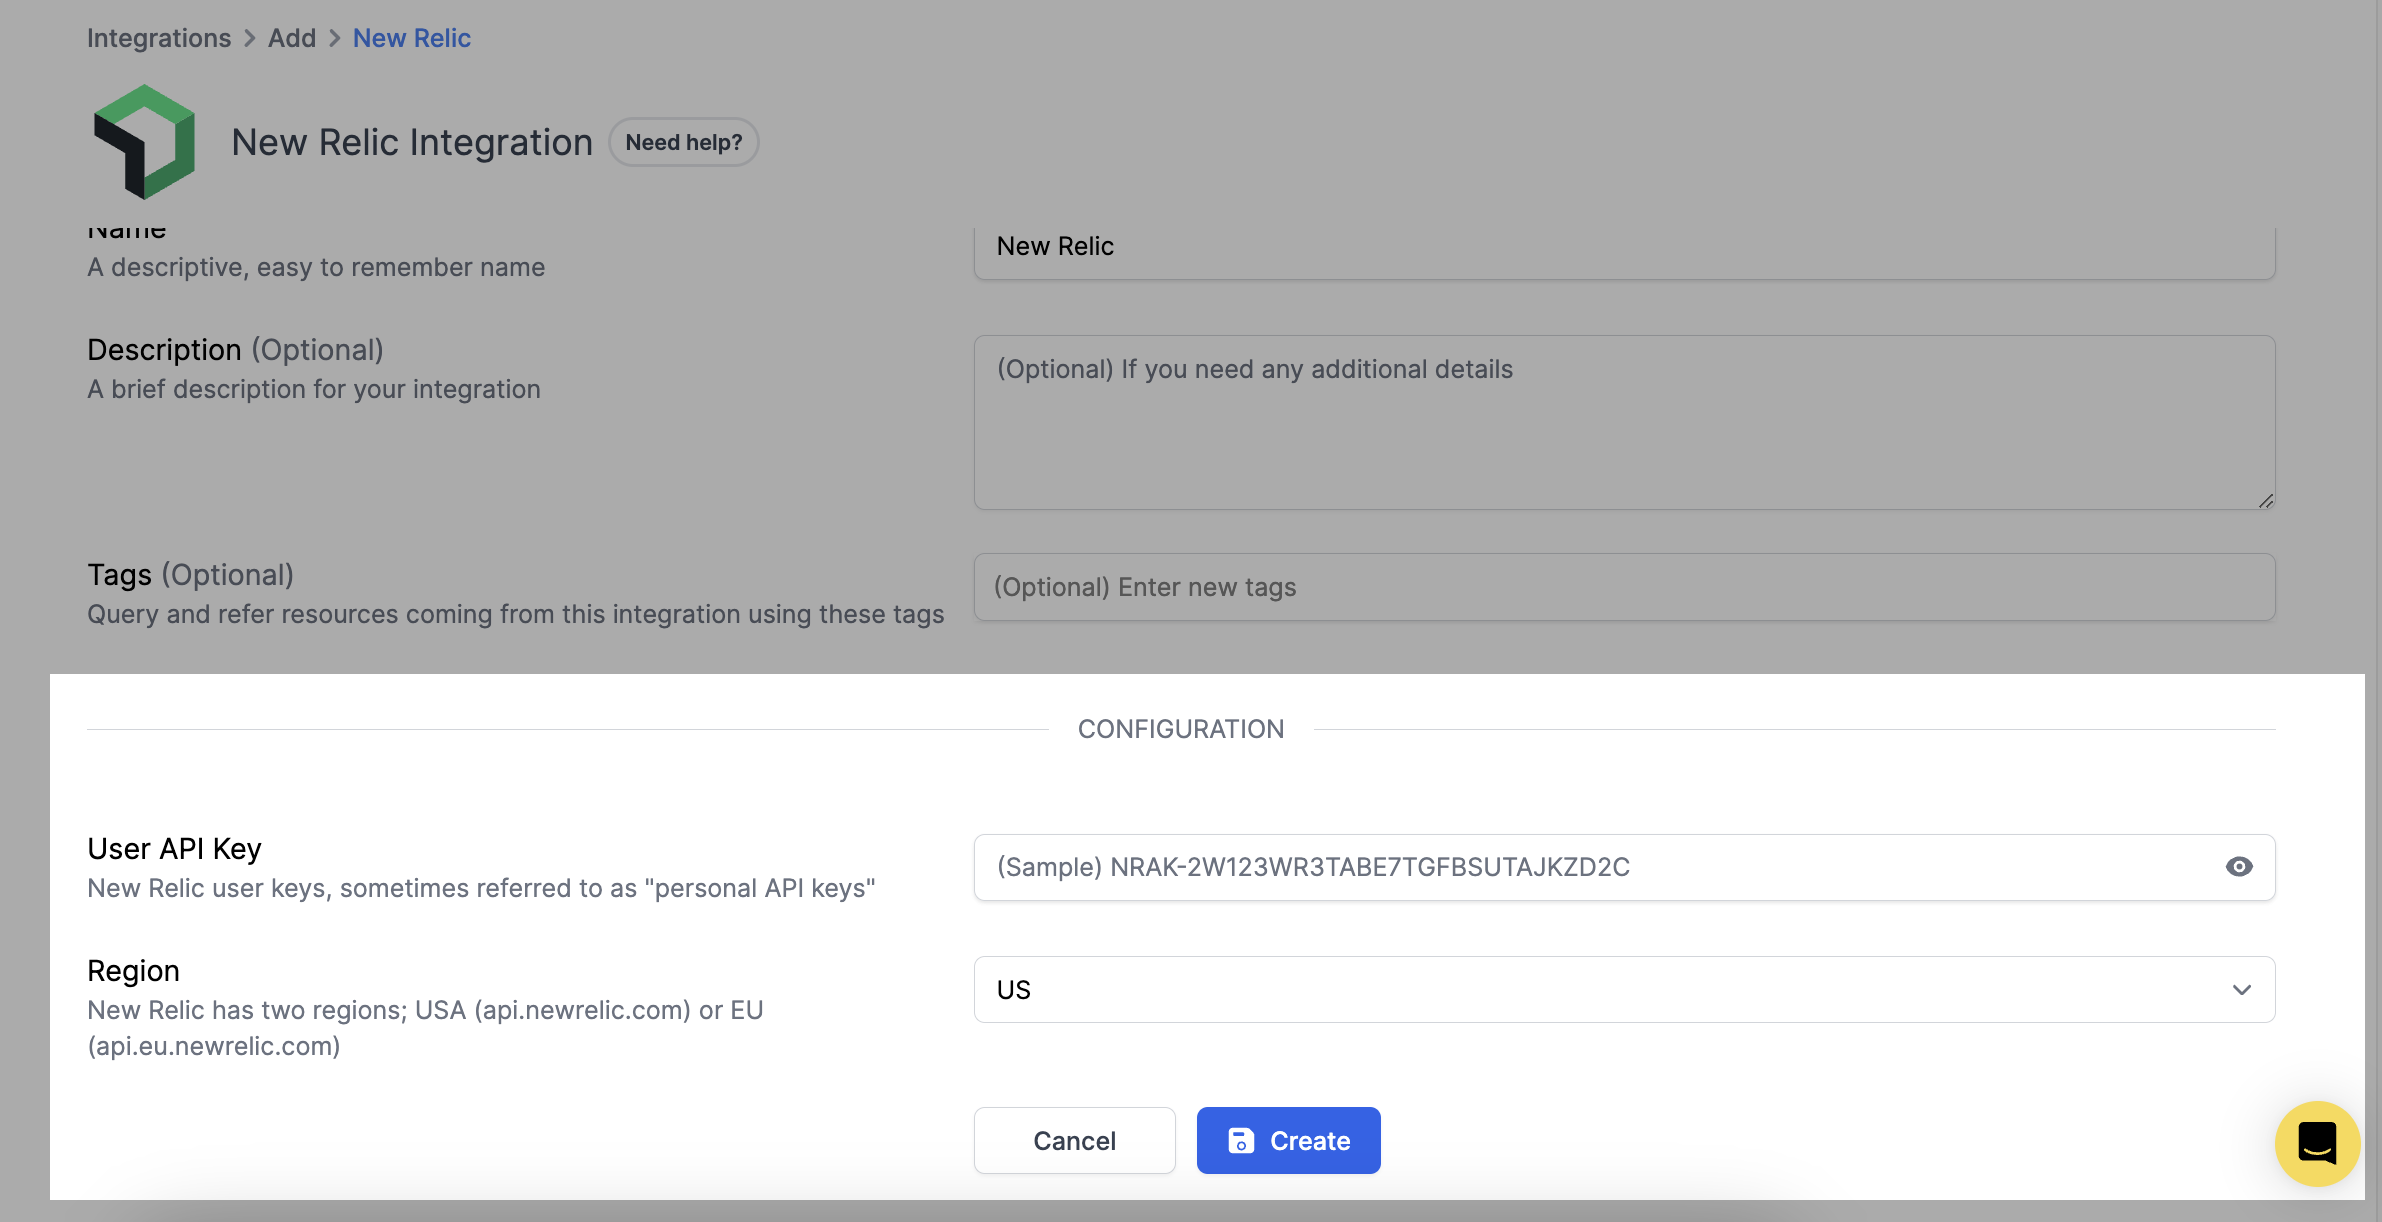 Integrations > Add > New Relic
New Relic Integration Need help?
Name
A descriptive, easy to remember name
New Relic
Description (Optional)
A brief description for your integration
(Optional) If you need any additional details
Tags (Optional)
Query and refer resources coming from this integration using these tags
(Optional) Enter new tags
CONFIGURATION
User API Key
New Relic user keys, sometimes referred to as "personal API keys"
(Sample) NRAK-2W123WR3TABE7TGFBSUTAJKZD2C
Region
New Relic has two regions; USA (api.newrelic.com) or EU
(api.eu.newrelic.com)
US
Cancel Create